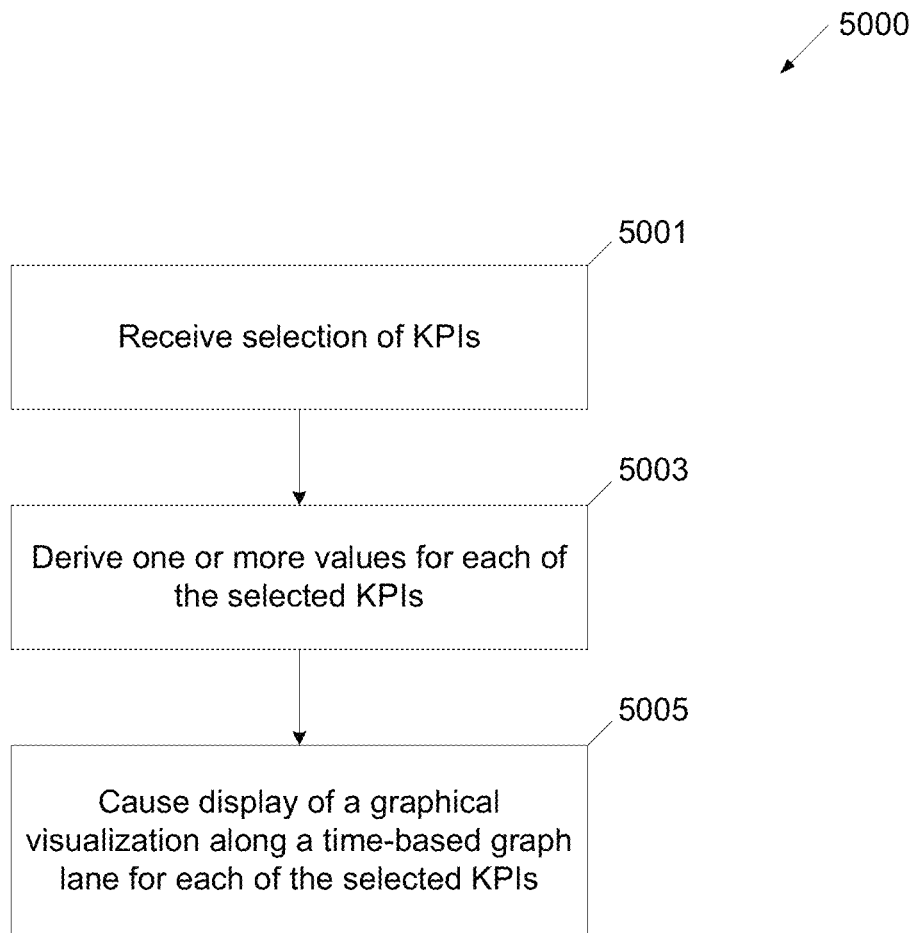 5000
5001
Receive selection of KPIs
5003
Derive one or more values for each of
the selected KPIs
5005
Cause display of a graphical
visualization along a time-based graph
lane for each of the selected KPIs